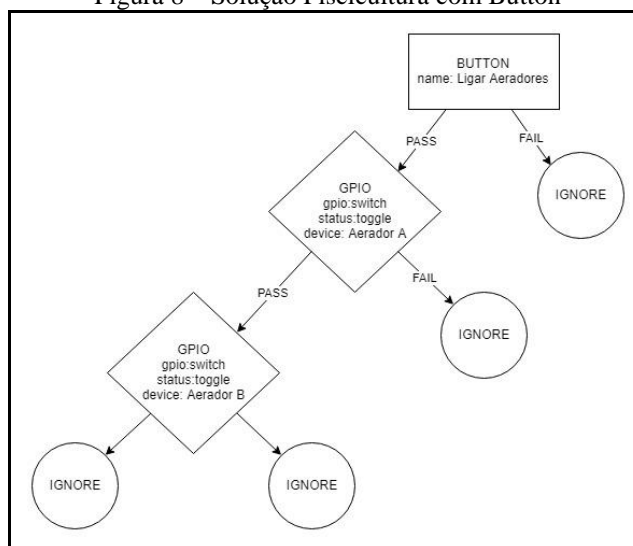 Figura 8 – Solução Piscicultura com Button
BUTTON
name: Ligar Aeradores
PASS
FAIL
IGNORE
GPIO
gpio:switch
status:toggle
device: Aerador A
PASS
FAIL
IGNORE
GPIO
gpio:switch
status:toggle
device: Aerador B
IGNORE
IGNORE